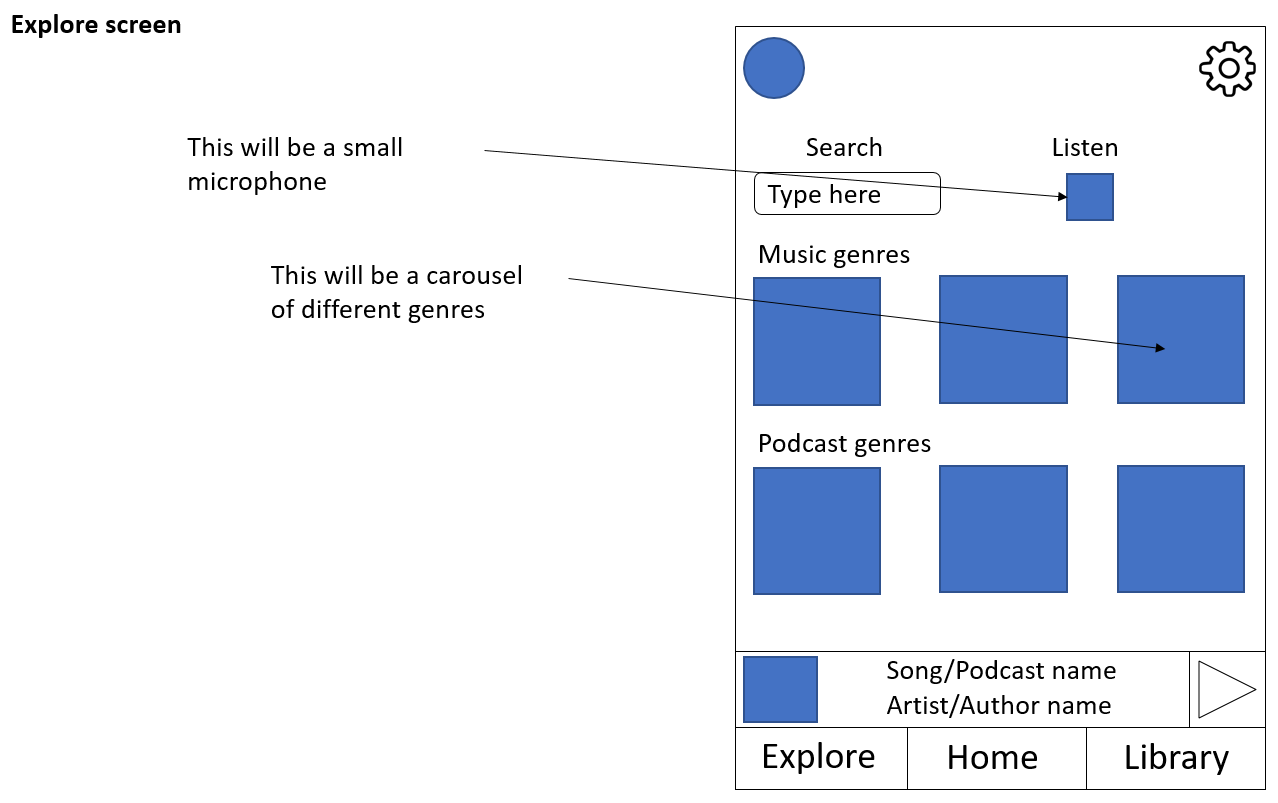 Explore screen
This will be a small
microphone
This will be a carousel
of different genres
Search
Listen
Type here
Music genres
Podcast genres
Song/Podcast name
Artist/Author name
Explore
Home
Library